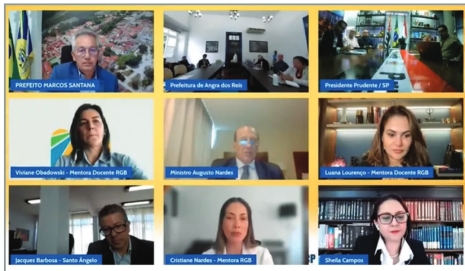 PREFEITO MARCOS SANTANA
Prefeitura de Angra dos Reis
Presidente Prudente / SP
Viviane Obadowski - Mentora Docente RGB
Ministro Augusto Nardes
Luana Lourenço - Mentora Docente RGB
Jacques Barbosa - Santo Ângelo
Cristiane Nardes - Mentora RGB
Sheila Campos